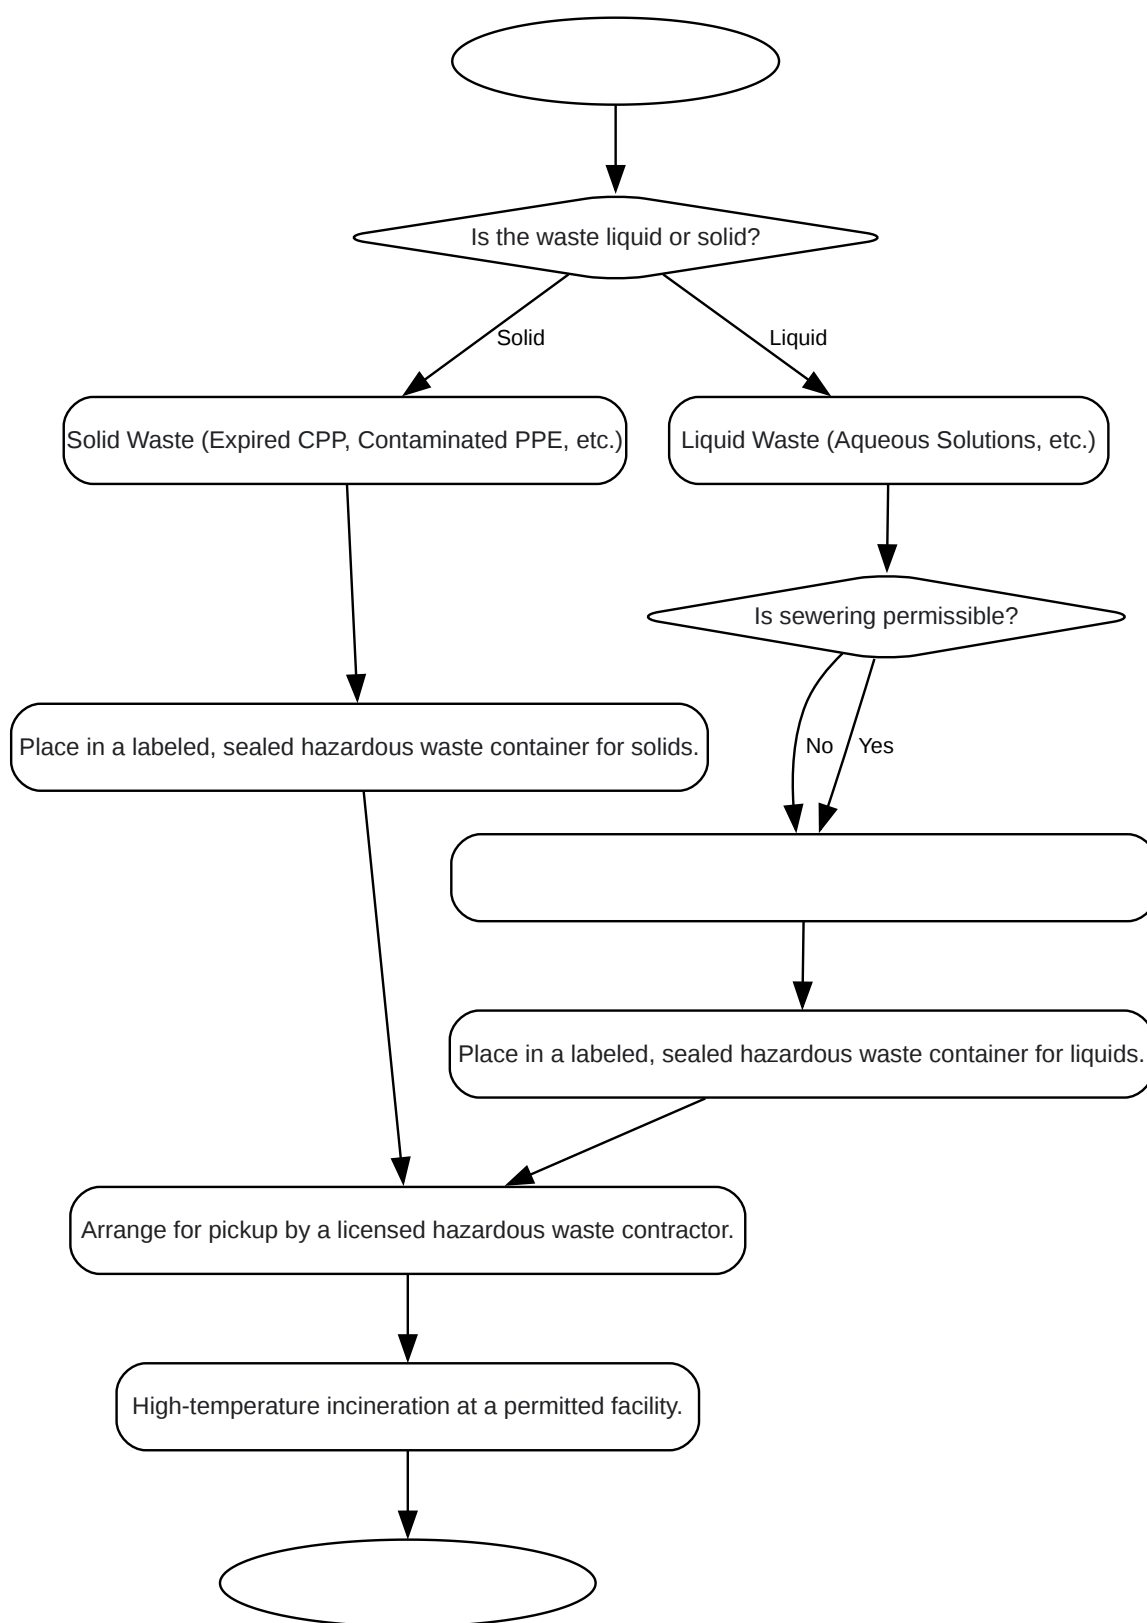 Is the waste liquid or solid?
Solid
Liquid
Solid Waste (Expired CPP, Contaminated PPE, etc.)
Liquid Waste (Aqueous Solutions, etc.)
Is sewering permissible?
Place in a labeled, sealed hazardous waste container for solids.
No
Yes
Place in a labeled, sealed hazardous waste container for liquids.
Arrange for pickup by a licensed hazardous waste contractor.
High-temperature incineration at a permitted facility.